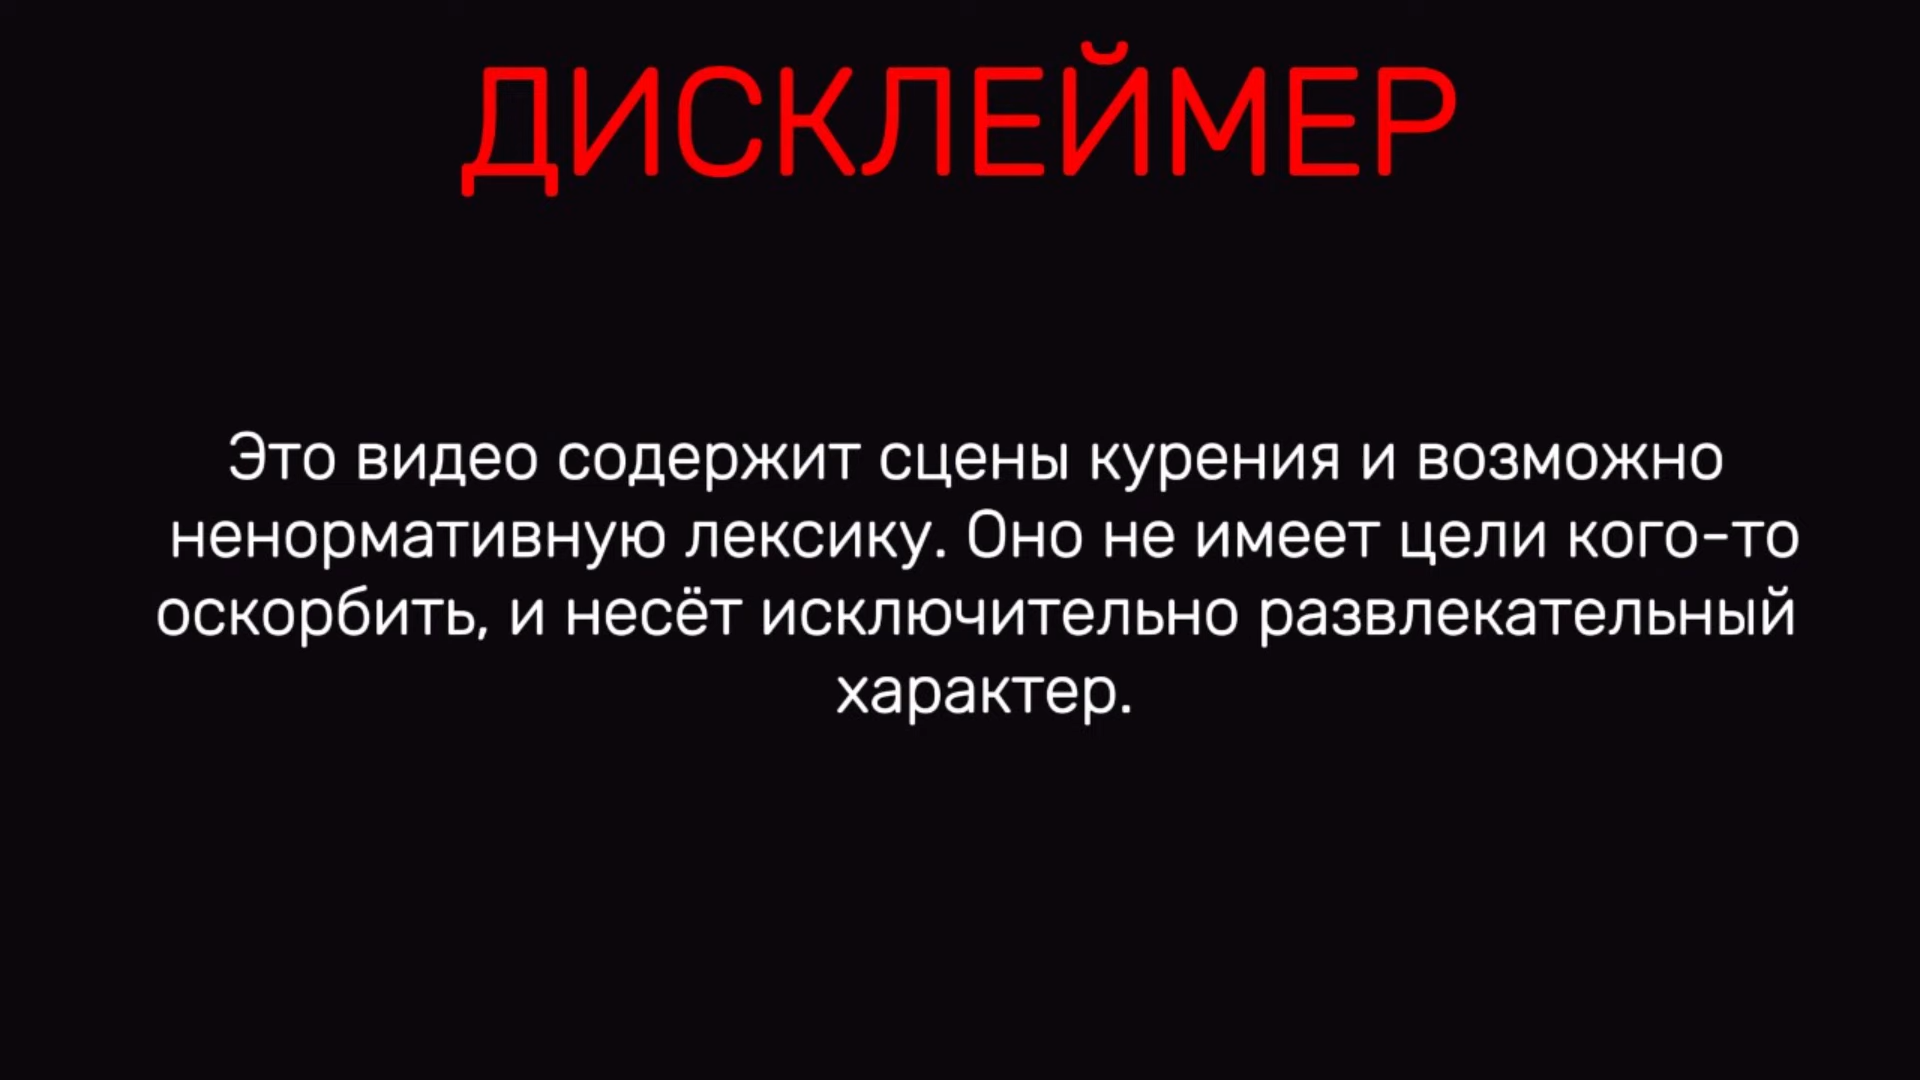 ДИСКЛЕЙМЕР
Это видео содержит сцены курения и возможно
ненормативную лексику. Оно не имеет цели кого-то
оскорбить, и несёт исключительно развлекательный
характер.